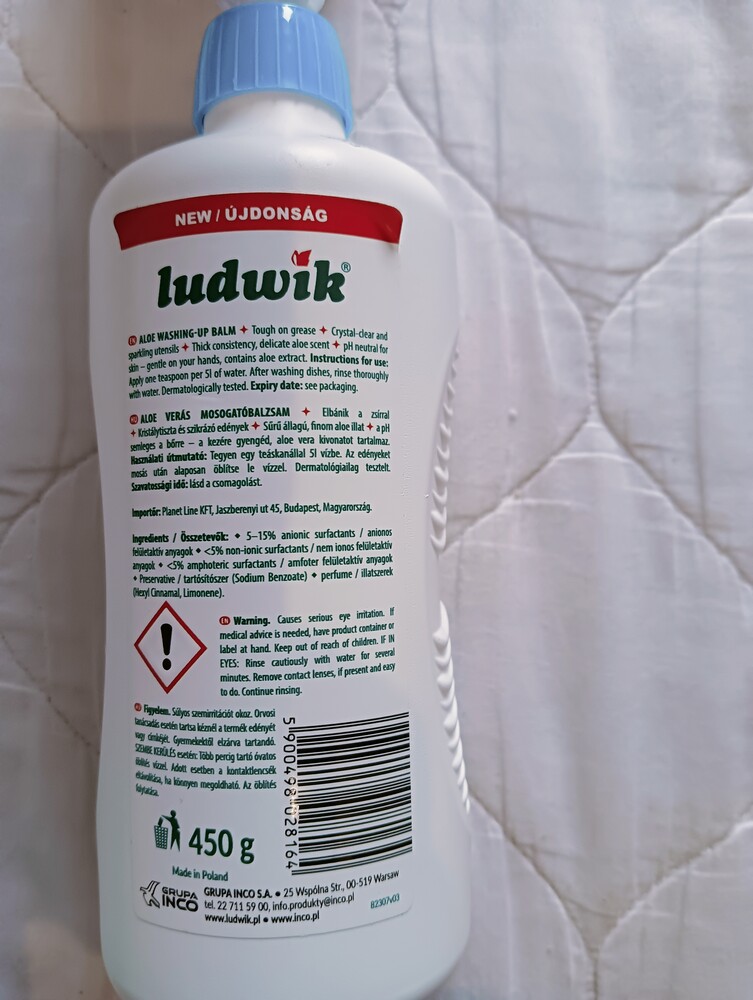 NEW / ÚJDONSÁG
ludwik®
EN ALOE WASHING-UP BALM ✦ Tough on grease ✦ Crystal-clear and
sparkling utensils ✦ Thick consistency, delicate aloe scent ✦ pH neutral for
skin – gentle on your hands, contains aloe extract. Instructions for use:
Apply one teaspoon per 5l of water. After washing dishes, rinse thoroughly
with water. Dermatologically tested. Expiry date: see packaging.
HU ALOE VERÁS MOSOGATÓBALZSAM ✦ Elbánik a zsírral
✦ Kristálytiszta és szikrázó edények ✦ Sűrű állagú, finom aloe illat ✦ a pH
semleges a bőrre – a kezére gyengéd, aloe vera kivonatot tartalmaz.
Használati útmutató: Tegyen egy teáskanállal 5l vízbe. Az edényeket
mosás után alaposan öblítse le vízzel. Dermatológiailag tesztelt.
Szavatossági idő: lásd a csomagolást.
Importőr: Planet Line KFT, Jaszberenyi ut 45, Budapest, Magyarország.
Ingredients / Összetevők: ◆ 5–15% anionic surfactants / anionos
felületaktív anyagok ◆ <5% non-ionic surfactants / nem ionos felületaktív
anyagok ◆ <5% amphoteric surfactants / amfoter felületaktív anyagok
◆ Preservative / tartósítószer (Sodium Benzoate) ◆ perfume / illatszerek
(Hexyl Cinnamal, Limonene).
EN Warning. Causes serious eye irritation. If
medical advice is needed, have product container or
label at hand. Keep out of reach of children. IF IN
EYES: Rinse cautiously with water for several
minutes. Remove contact lenses, if present and easy
to do. Continue rinsing.
HU Figyelem. Súlyos szemirritációt okoz. Orvosi
tanácsadás esetén tartsa kéznél a termék edényét
vagy címkéjét. Gyermekektől elzárva tartandó.
SZEMBE KERÜLÉS esetén: Több percig tartó óvatos
öblítés vízzel. Adott esetben a kontaktlencsék
eltávolítása, ha könnyen megoldható. Az öblítés
folytatása.
5 900498 028164
450 g
Made in Poland
GRUPA INCO
GRUPA INCO S.A. ● 25 Wspólna Str., 00-519 Warsaw
tel. 22 711 59 00, info.produkty@inco.pl
www.ludwik.pl ● www.inco.pl
82307v03